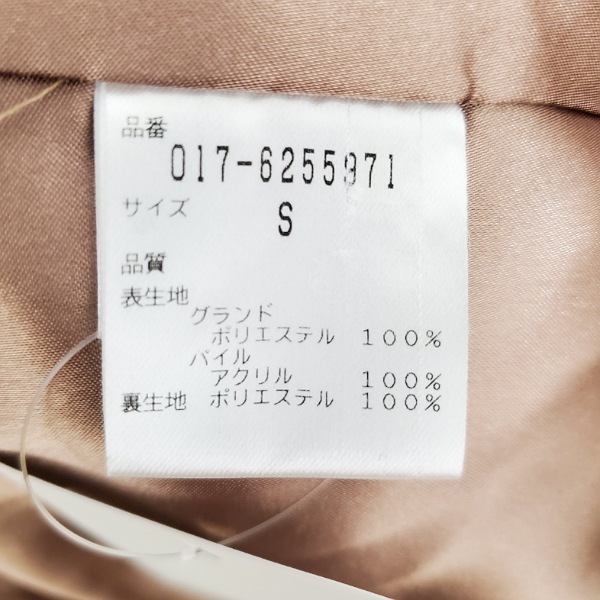 品番
017-6255971
サイズ S
品質
表生地
グランド
ポリエステル 100%
パイル
アクリル 100%
裏生地 ポリエステル 100%